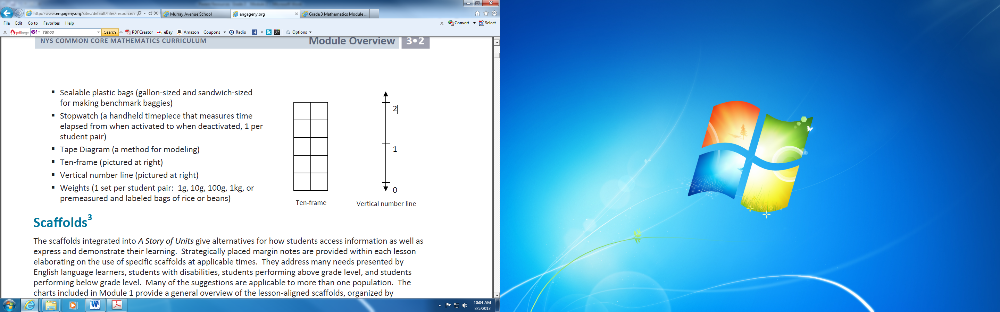 http://www.engageny.org/sites/default/files/resource/a
Murray Avenue School
engageny.org
Grade 3 Mathematics Module ...
File Edit Go to Favorites Help
Convert Select
pdfforge Y! Yahoo Search PDFCreator eBay Amazon Coupons Radio Options
NYS COMMON CORE MATHEMATICS CURRICULUM
Module Overview 3•2
▪ Sealable plastic bags (gallon-sized and sandwich-sized
for making benchmark baggies)
▪ Stopwatch (a handheld timepiece that measures time
elapsed from when activated to when deactivated, 1 per
student pair)
▪ Tape Diagram (a method for modeling)
▪ Ten-frame (pictured at right)
▪ Vertical number line (pictured at right)
▪ Weights (1 set per student pair: 1g, 10g, 100g, 1kg, or
premeasured and labeled bags of rice or beans)
Ten-frame
2
1
0
Vertical number line
Scaffolds³
The scaffolds integrated into A Story of Units give alternatives for how students access information as well as
express and demonstrate their learning. Strategically placed margin notes are provided within each lesson
elaborating on the use of specific scaffolds at applicable times. They address many needs presented by
English language learners, students with disabilities, students performing above grade level, and students
performing below grade level. Many of the suggestions are applicable to more than one population. The
charts included in Module 1 provide a general overview of the lesson-aligned scaffolds, organized by
10:04 AM
8/5/2013